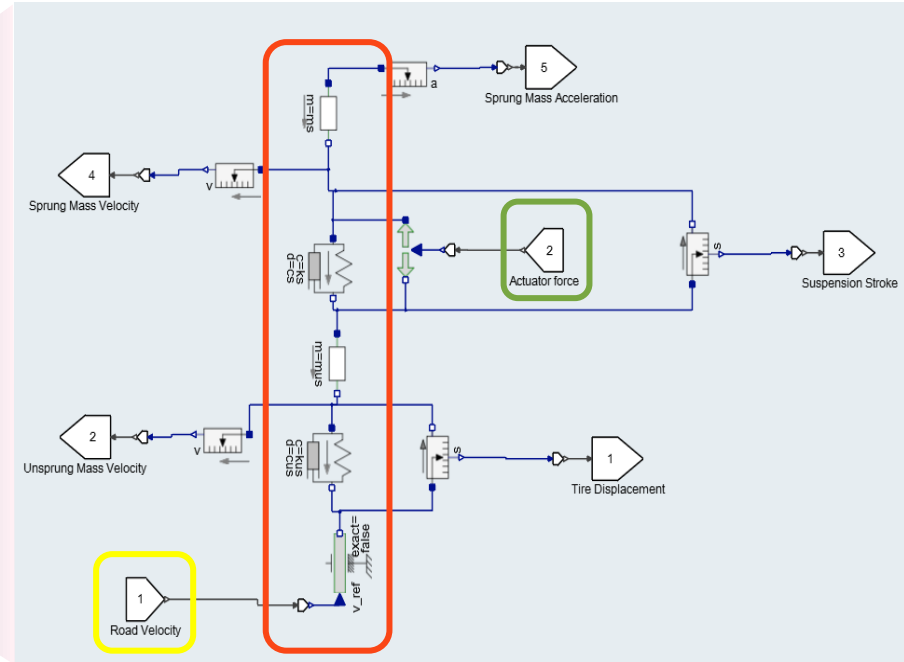 5
a
Sprung Mass Acceleration
m=ms
4
v
Sprung Mass Velocity
2
Actuator force
s
3
Suspension Stroke
c=ks
d=cs
m=mus
2
v
Unsprung Mass Velocity
c=kus
d=cus
s
1
Tire Displacement
exact=
false
v_ref
1
Road Velocity